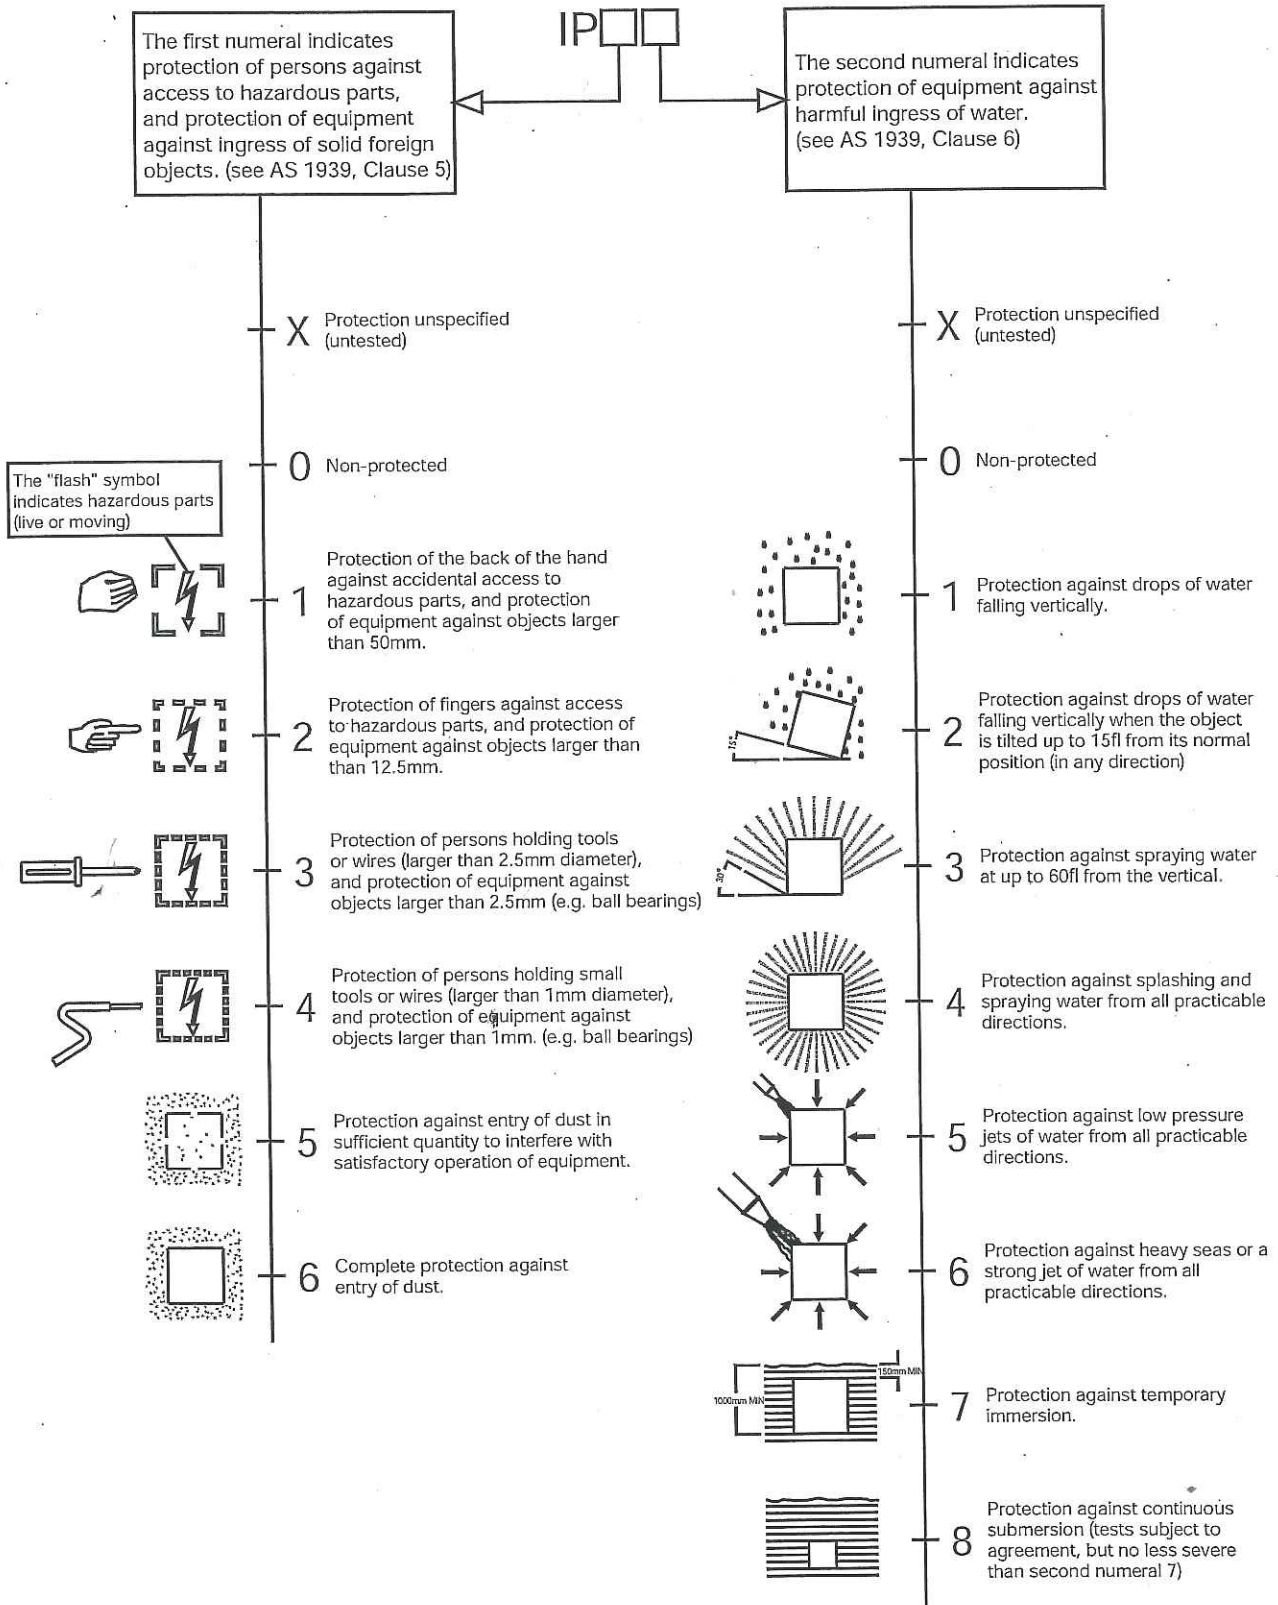 IP
The first numeral indicates
protection of persons against
access to hazardous parts,
and protection of equipment
against ingress of solid foreign
objects. (see AS 1939, Clause 5)
The second numeral indicates
protection of equipment against
harmful ingress of water.
(see AS 1939, Clause 6)
X Protection unspecified
(untested)
0 Non-protected
The "flash" symbol
indicates hazardous parts
(live or moving)
1 Protection of the back of the hand
against accidental access to
hazardous parts, and protection
of equipment against objects larger
than 50mm.
2 Protection of fingers against access
to hazardous parts, and protection of
equipment against objects larger than
than 12.5mm.
3 Protection of persons holding tools
or wires (larger than 2.5mm diameter),
and protection of equipment against
objects larger than 2.5mm (e.g. ball bearings)
4 Protection of persons holding small
tools or wires (larger than 1mm diameter),
and protection of equipment against
objects larger than 1mm. (e.g. ball bearings)
5 Protection against entry of dust in
sufficient quantity to interfere with
satisfactory operation of equipment.
6 Complete protection against
entry of dust.
X Protection unspecified
(untested)
0 Non-protected
1 Protection against drops of water
falling vertically.
15°
2 Protection against drops of water
falling vertically when the object
is tilted up to 15fl from its normal
position (in any direction)
30°
3 Protection against spraying water
at up to 60fl from the vertical.
4 Protection against splashing and
spraying water from all practicable
directions.
5 Protection against low pressure
jets of water from all practicable
directions.
6 Protection against heavy seas or a
strong jet of water from all
practicable directions.
150mm MIN
1000mm MIN
7 Protection against temporary
immersion.
8 Protection against continuous
submersion (tests subject to
agreement, but no less severe
than second numeral 7)